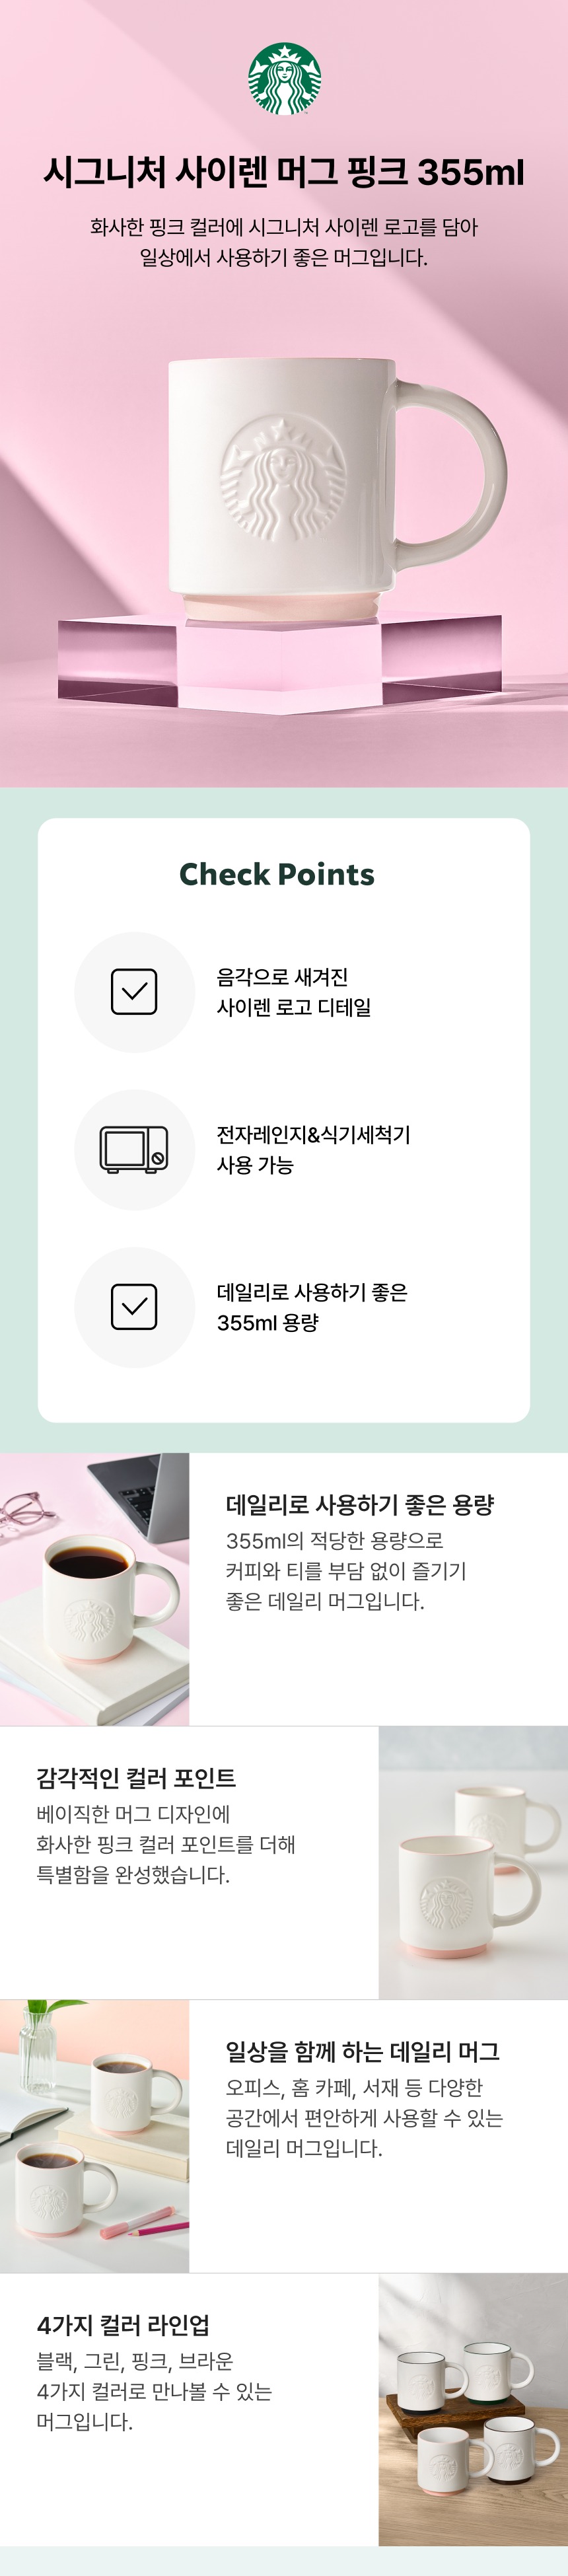 시그니처 사이렌 머그 핑크 355ml
화사한 핑크 컬러에 시그니처 사이렌 로고를 담아
일상에서 사용하기 좋은 머그입니다.
Check Points
음각으로 새겨진
사이렌 로고 디테일
전자레인지&식기세척기
사용 가능
데일리로 사용하기 좋은
355ml 용량
데일리로 사용하기 좋은 용량
355ml의 적당한 용량으로
커피와 티를 부담 없이 즐기기
좋은 데일리 머그입니다.
감각적인 컬러 포인트
베이직한 머그 디자인에
화사한 핑크 컬러 포인트를 더해
특별함을 완성했습니다.
일상을 함께 하는 데일리 머그
오피스, 홈 카페, 서재 등 다양한
공간에서 편안하게 사용할 수 있는
데일리 머그입니다.
4가지 컬러 라인업
블랙, 그린, 핑크, 브라운
4가지 컬러로 만나볼 수 있는
머그입니다.